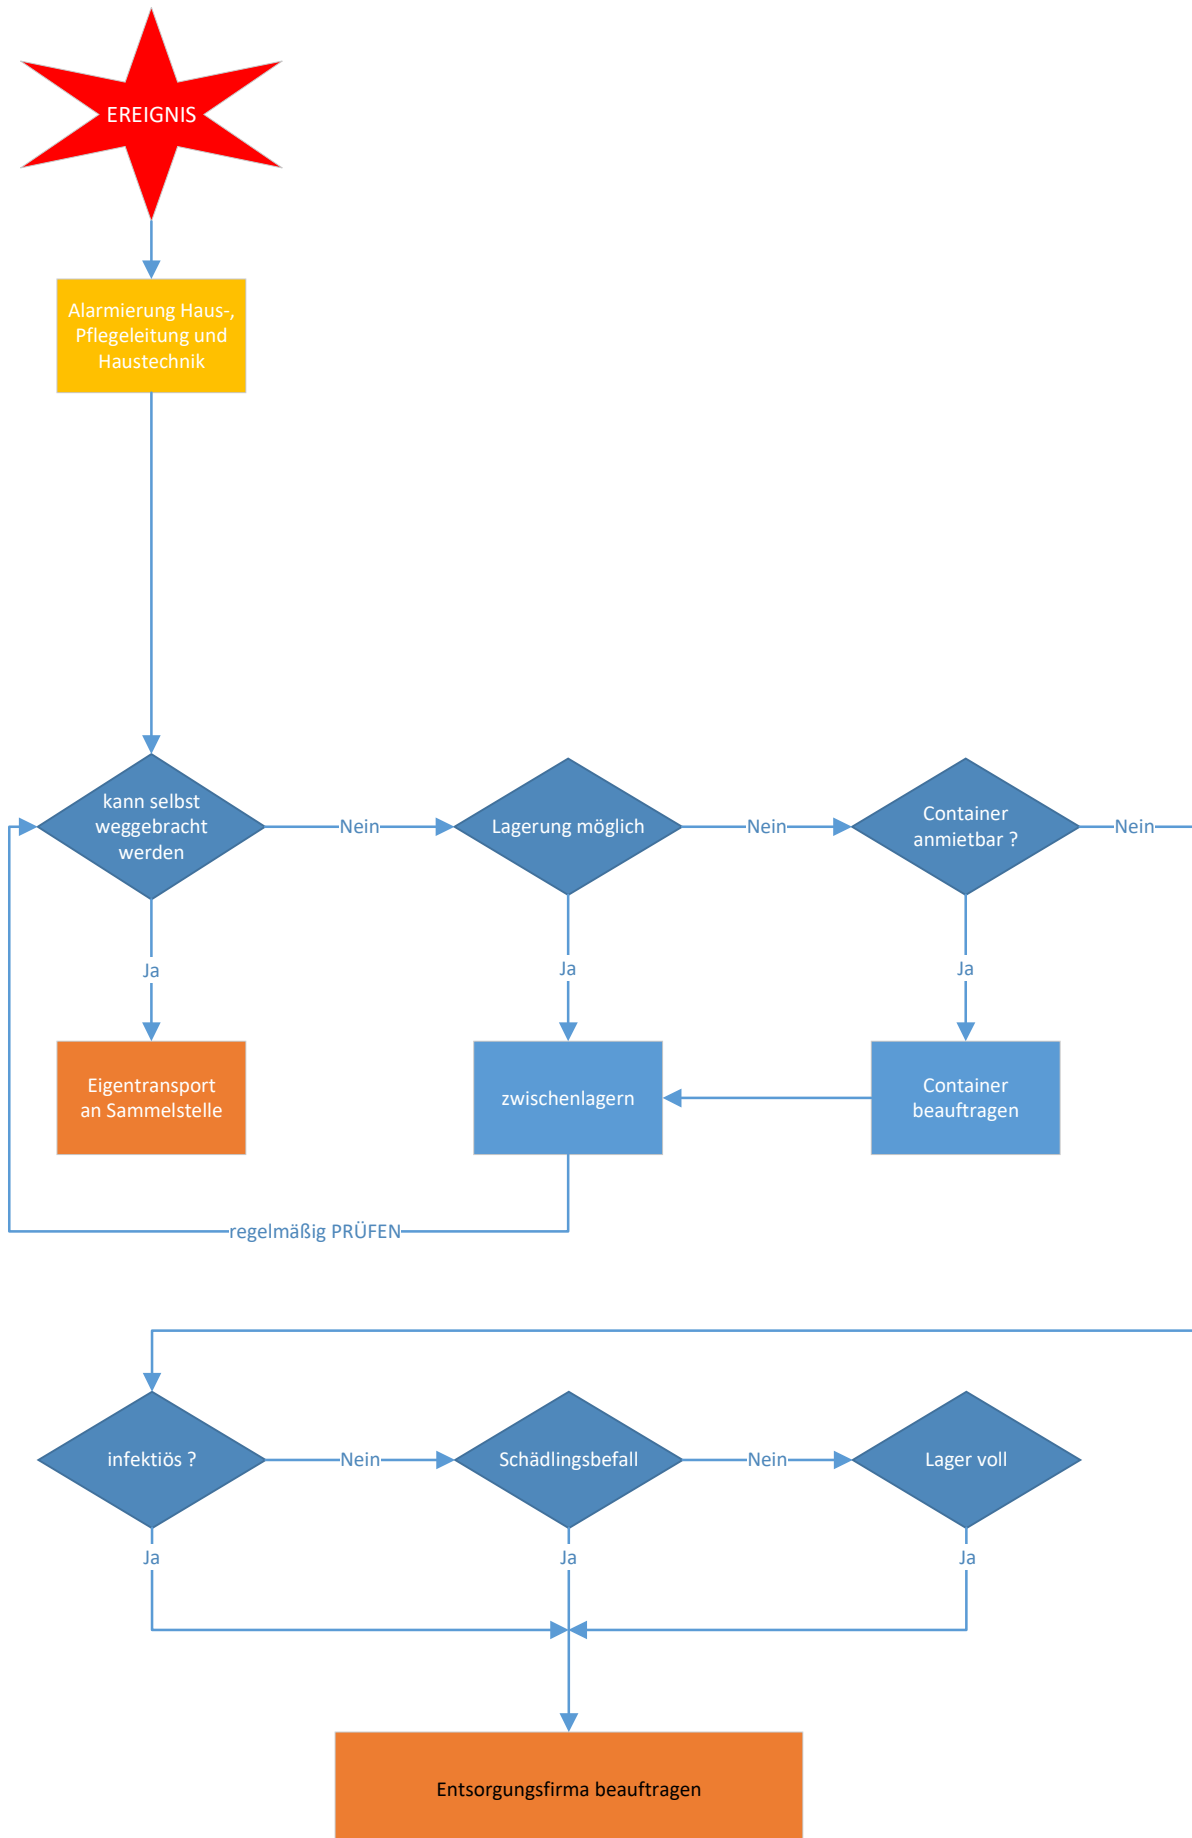 EREIGNIS
Alarmierung Haus-,
Pflegeleitung und
Haustechnik
kann selbst
weggebracht
werden
Nein
Lagerung möglich
Nein
Container
anmietbar ?
Nein
Ja
Ja
Ja
Eigentransport
an Sammelstelle
zwischenlagern
Container
beauftragen
regelmäßig PRÜFEN
infektiös ?
Nein
Schädlingsbefall
Nein
Lager voll
Ja
Ja
Ja
Entsorgungsfirma beauftragen